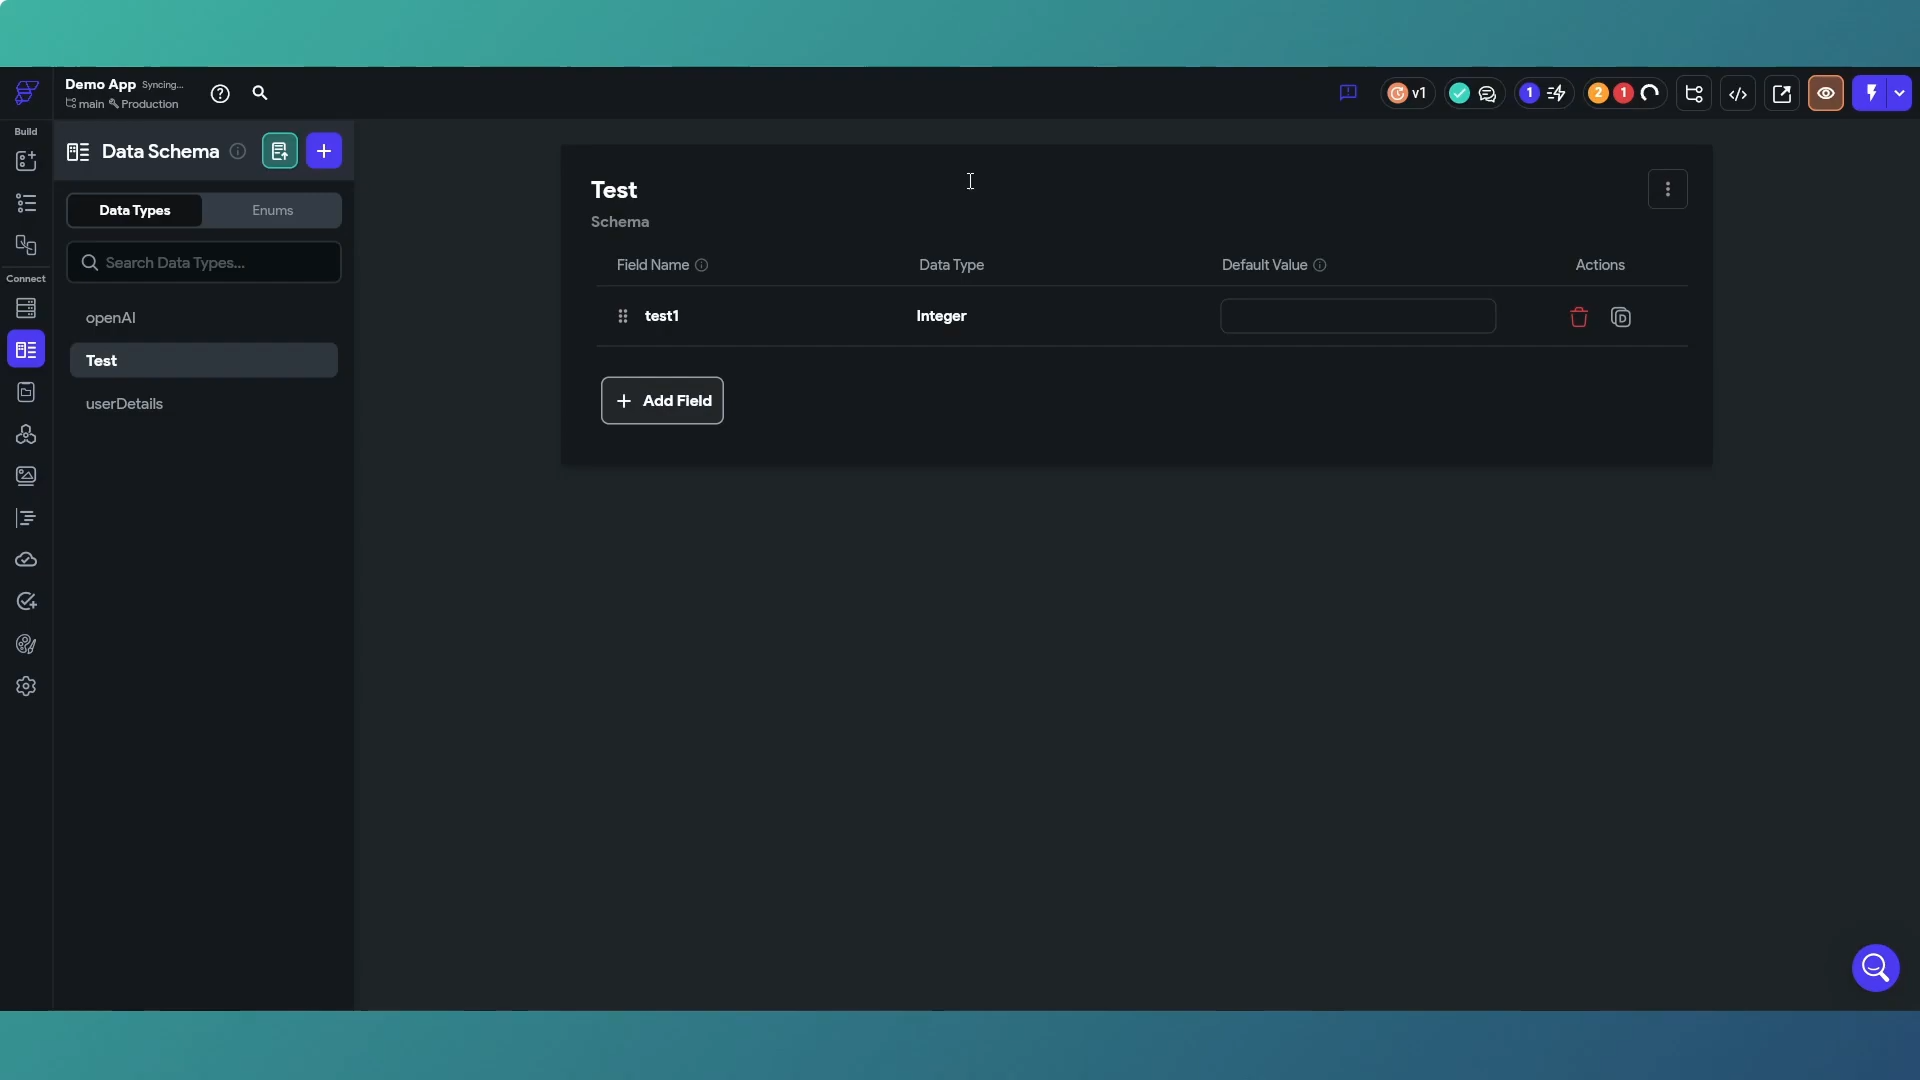 Demo App Syncing...
main Production
v1
1
2 1
Build
Data Schema
Data Types Enums
Search Data Types...
Connect
openAI
Test
userDetails
Test
Schema
Field Name Data Type Default Value Actions
test1 Integer
+ Add Field